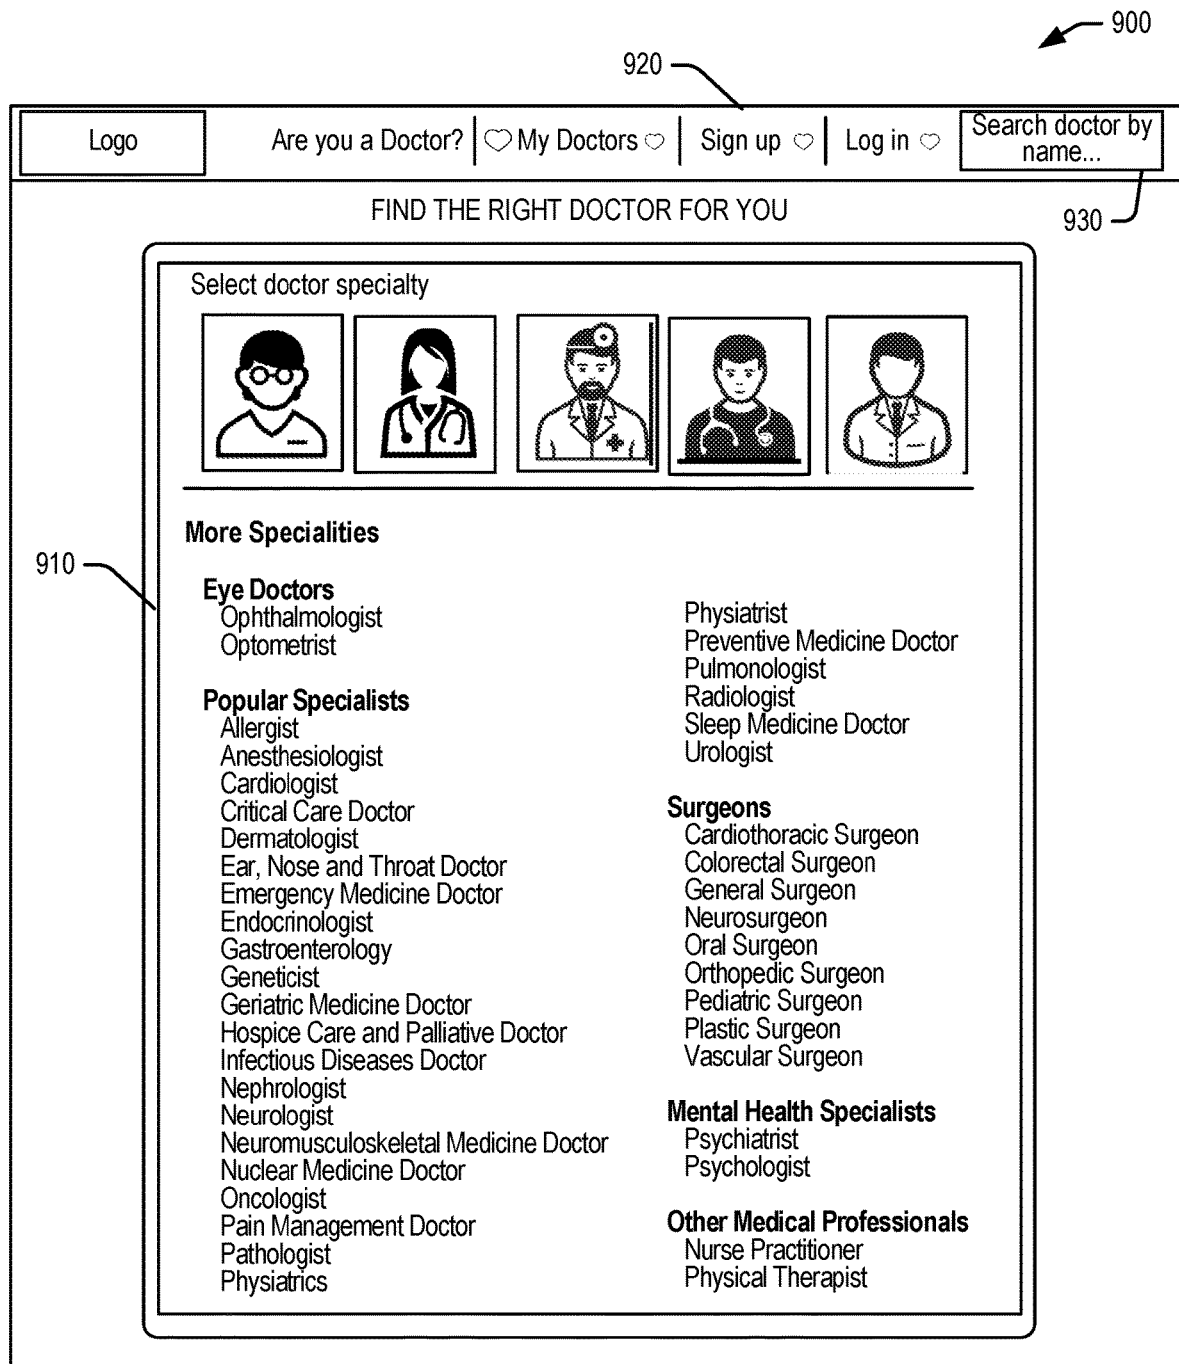 900
920
Logo
Are you a Doctor?
My Doctors
Sign up
Log in
Search doctor by
name...
930
FIND THE RIGHT DOCTOR FOR YOU
Select doctor specialty
More Specialities
910
Eye Doctors
Ophthalmologist
Optometrist
Popular Specialists
Allergist
Anesthesiologist
Cardiologist
Critical Care Doctor
Dermatologist
Ear, Nose and Throat Doctor
Emergency Medicine Doctor
Endocrinologist
Gastroenterology
Geneticist
Geriatric Medicine Doctor
Hospice Care and Palliative Doctor
Infectious Diseases Doctor
Nephrologist
Neurologist
Neuromusculoskeletal Medicine Doctor
Nuclear Medicine Doctor
Oncologist
Pain Management Doctor
Pathologist
Physiatrics
Physiatrist
Preventive Medicine Doctor
Pulmonologist
Radiologist
Sleep Medicine Doctor
Urologist
Surgeons
Cardiothoracic Surgeon
Colorectal Surgeon
General Surgeon
Neurosurgeon
Oral Surgeon
Orthopedic Surgeon
Pediatric Surgeon
Plastic Surgeon
Vascular Surgeon
Mental Health Specialists
Psychiatrist
Psychologist
Other Medical Professionals
Nurse Practitioner
Physical Therapist